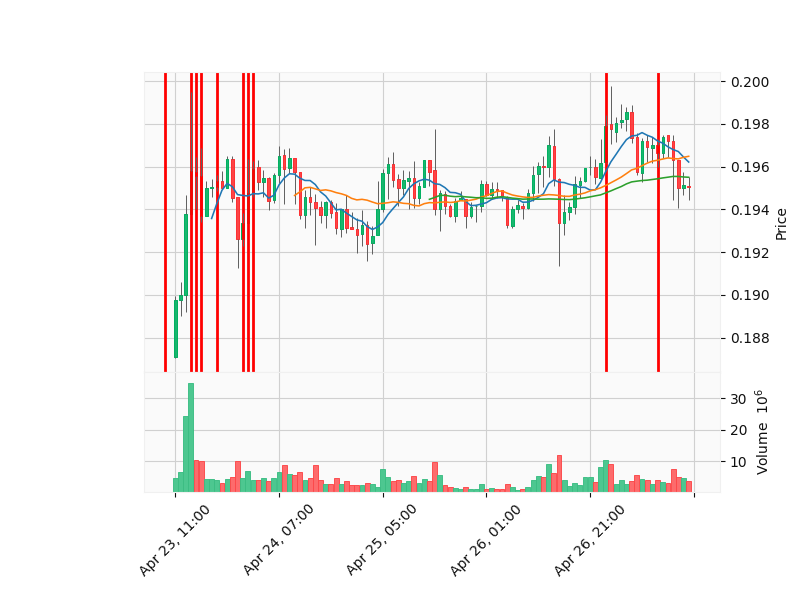 0.200
0.198
0.196
0.194
0.192
0.190
0.188
Price
30
20
10
Volume 10^6
Apr 23, 11:00
Apr 24, 07:00
Apr 25, 05:00
Apr 26, 01:00
Apr 26, 21:00